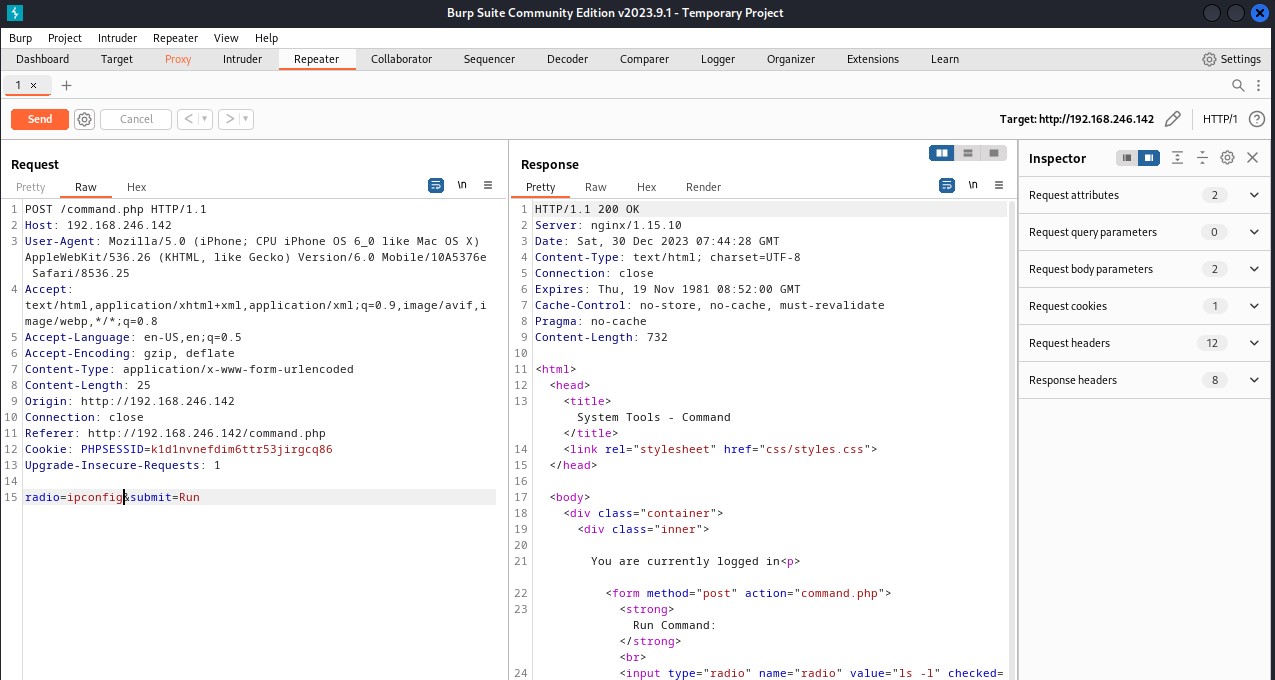 Burp Suite Community Edition v2023.9.1 - Temporary Project
Burp Project Intruder Repeater View Help
Dashboard Target Proxy Intruder Repeater Collaborator Sequencer Decoder Comparer Logger Organizer Extensions Learn Settings
1 × +
Send Cancel < > Target: http://192.168.246.142 HTTP/1 ?
Request
Pretty Raw Hex \n
1 POST /command.php HTTP/1.1
2 Host: 192.168.246.142
3 User-Agent: Mozilla/5.0 (iPhone; CPU iPhone OS 6_0 like Mac OS X)
AppleWebKit/536.26 (KHTML, like Gecko) Version/6.0 Mobile/10A5376e
Safari/8536.25
4 Accept:
text/html,application/xhtml+xml,application/xml;q=0.9,image/avif,i
mage/webp,*/*;q=0.8
5 Accept-Language: en-US,en;q=0.5
6 Accept-Encoding: gzip, deflate
7 Content-Type: application/x-www-form-urlencoded
8 Content-Length: 25
9 Origin: http://192.168.246.142
10 Connection: close
11 Referer: http://192.168.246.142/command.php
12 Cookie: PHPSESSID=k1d1nvnefdim6ttr53jirgcq86
13 Upgrade-Insecure-Requests: 1
14
15 radio=ipconfig&submit=Run
Response
Pretty Raw Hex Render \n
1 HTTP/1.1 200 OK
2 Server: nginx/1.15.10
3 Date: Sat, 30 Dec 2023 07:44:28 GMT
4 Content-Type: text/html; charset=UTF-8
5 Connection: close
6 Expires: Thu, 19 Nov 1981 08:52:00 GMT
7 Cache-Control: no-store, no-cache, must-revalidate
8 Pragma: no-cache
9 Content-Length: 732
10
11 <html>
12 <head>
13 <title>
System Tools - Command
</title>
14 <link rel="stylesheet" href="css/styles.css">
15 </head>
16
17 <body>
18 <div class="container">
19 <div class="inner">
20
21 You are currently logged in<p>
22 <form method="post" action="command.php">
23 <strong>
Run Command:
</strong>
<br>
24 <input type="radio" name="radio" value="ls -l" checked=
Inspector
Request attributes 2
Request query parameters 0
Request body parameters 2
Request cookies 1
Request headers 12
Response headers 8